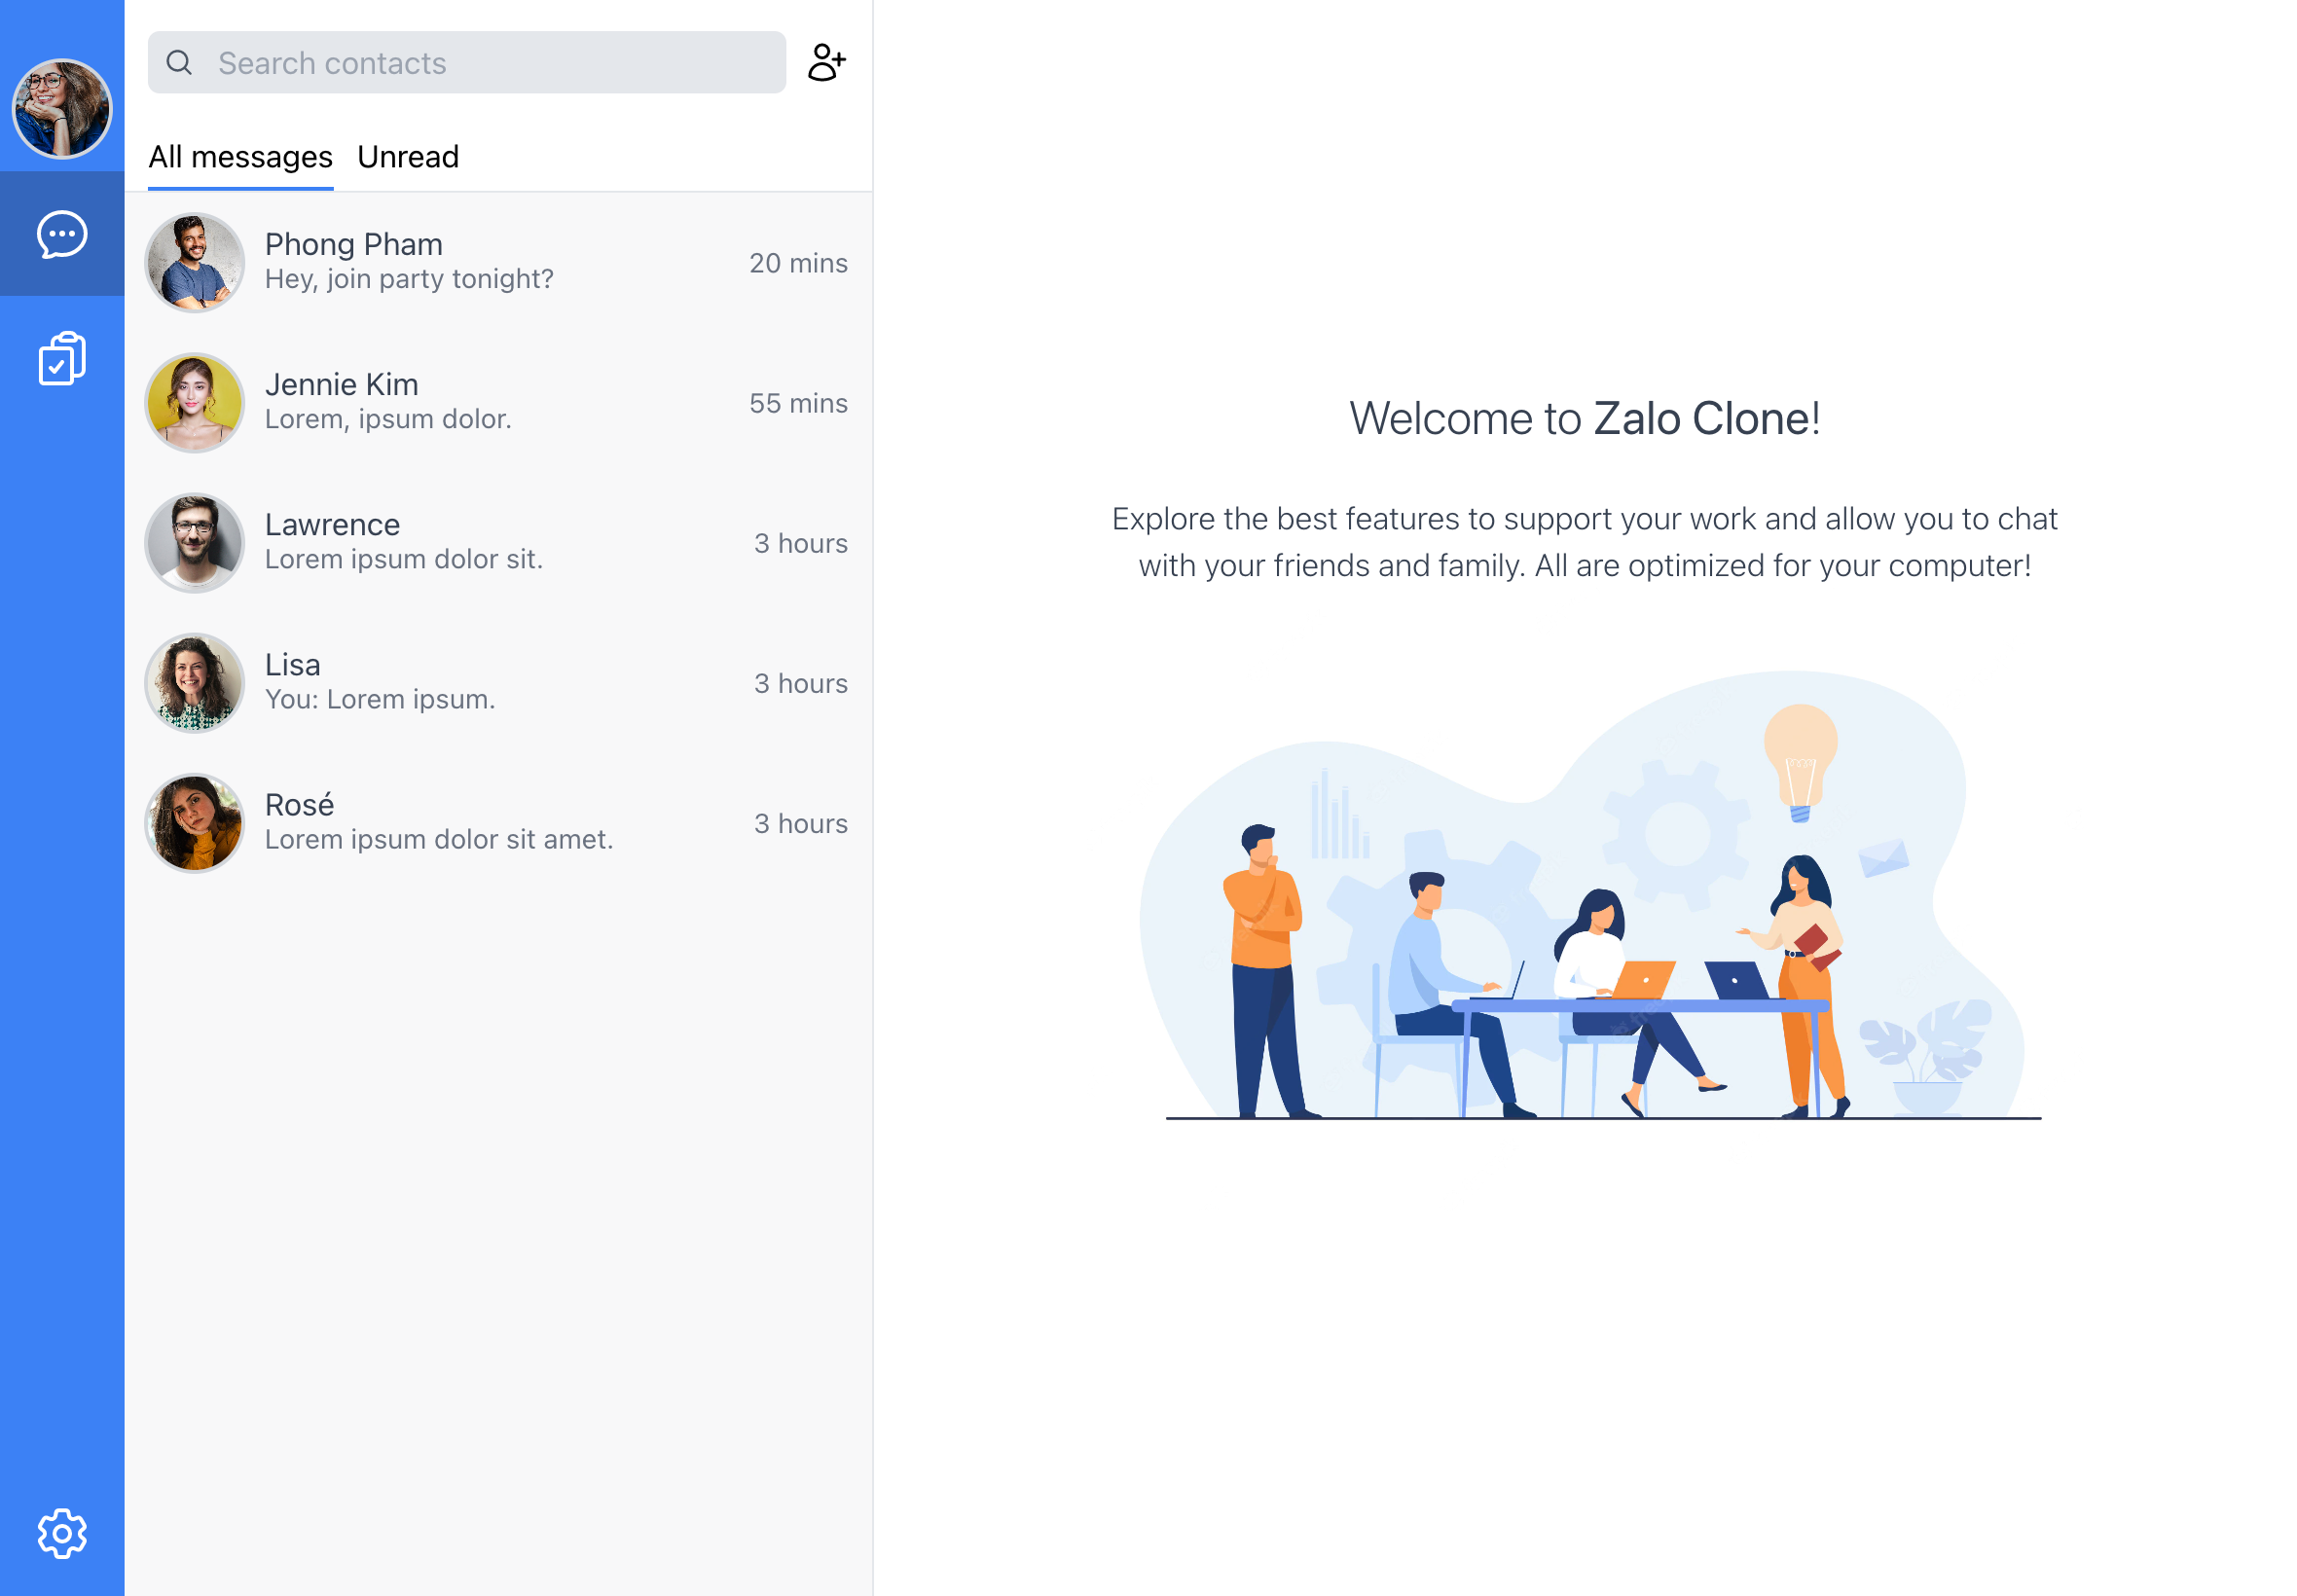 Search contacts
All messages Unread
Phong Pham
Hey, join party tonight?
20 mins
Jennie Kim
Lorem, ipsum dolor.
55 mins
Lawrence
Lorem ipsum dolor sit.
3 hours
Lisa
You: Lorem ipsum.
3 hours
Rosé
Lorem ipsum dolor sit amet.
3 hours
Welcome to Zalo Clone!
Explore the best features to support your work and allow you to chat
with your friends and family. All are optimized for your computer!